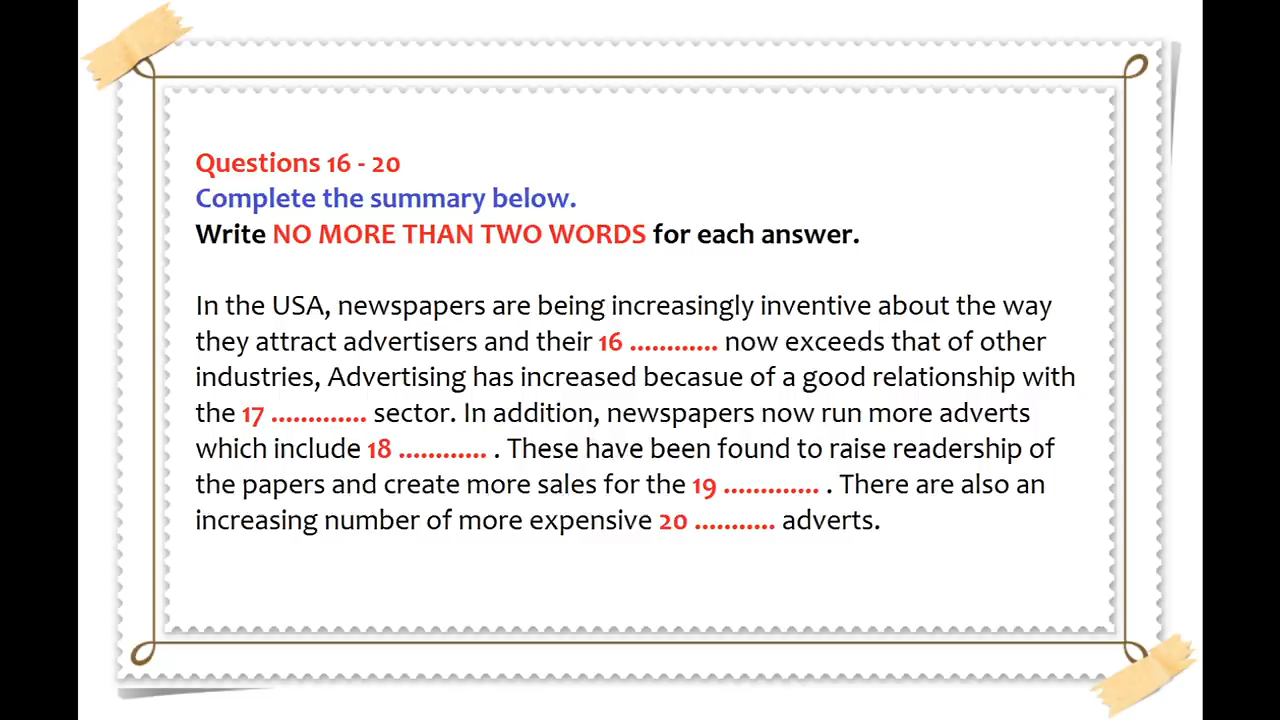 Questions 16 - 20
Complete the summary below.
Write NO MORE THAN TWO WORDS for each answer.
In the USA, newspapers are being increasingly inventive about the way
they attract advertisers and their 16 ............ now exceeds that of other
industries, Advertising has increased becasue of a good relationship with
the 17 ............. sector. In addition, newspapers now run more adverts
which include 18 ............ . These have been found to raise readership of
the papers and create more sales for the 19 ............. . There are also an
increasing number of more expensive 20 ........... adverts.